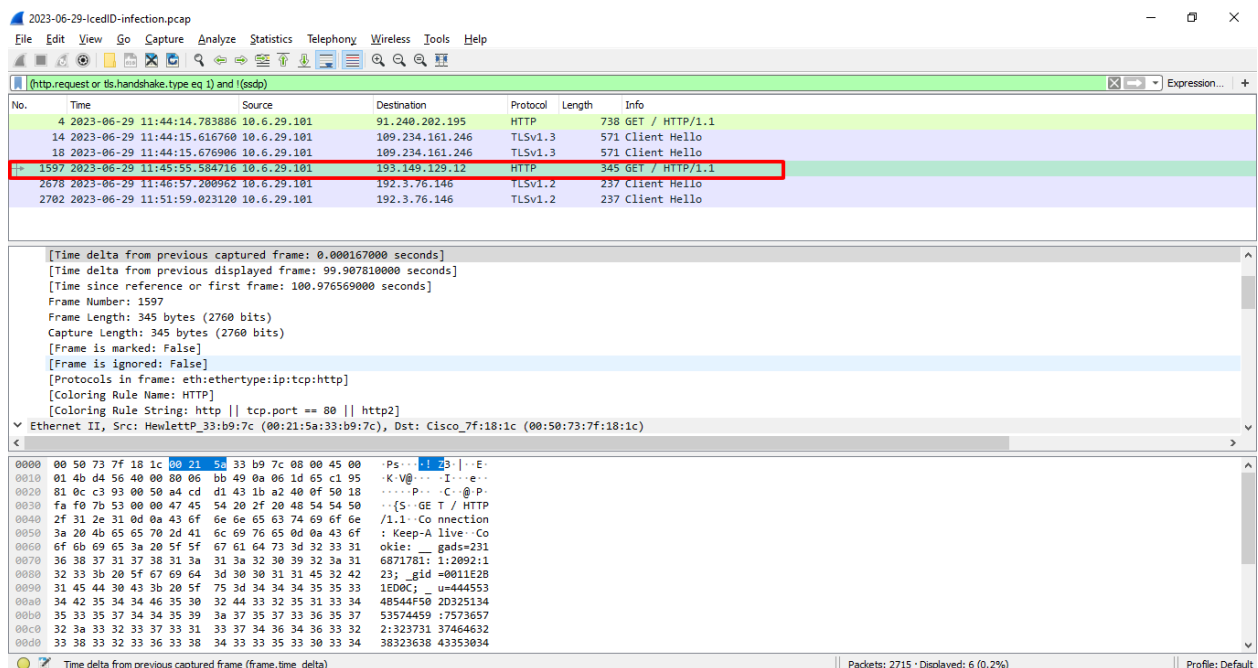 2023-06-29-IcedID-infection.pcap
File Edit View Go Capture Analyze Statistics Telephony Wireless Tools Help
(http.request or tls.handshake.type eq 1) and !(ssdp) Expression... +
No. Time Source Destination Protocol Length Info
4 2023-06-29 11:44:14.783886 10.6.29.101 91.240.202.195 HTTP 738 GET / HTTP/1.1
14 2023-06-29 11:44:15.616760 10.6.29.101 109.234.161.246 TLSv1.3 571 Client Hello
18 2023-06-29 11:44:15.676906 10.6.29.101 109.234.161.246 TLSv1.3 571 Client Hello
1597 2023-06-29 11:45:55.584716 10.6.29.101 193.149.129.12 HTTP 345 GET / HTTP/1.1
2678 2023-06-29 11:46:57.200962 10.6.29.101 192.3.76.146 TLSv1.2 237 Client Hello
2702 2023-06-29 11:51:59.023120 10.6.29.101 192.3.76.146 TLSv1.2 237 Client Hello
[Time delta from previous captured frame: 0.000167000 seconds]
[Time delta from previous displayed frame: 99.907810000 seconds]
[Time since reference or first frame: 100.976569000 seconds]
Frame Number: 1597
Frame Length: 345 bytes (2760 bits)
Capture Length: 345 bytes (2760 bits)
[Frame is marked: False]
[Frame is ignored: False]
[Protocols in frame: eth:ethertype:ip:tcp:http]
[Coloring Rule Name: HTTP]
[Coloring Rule String: http || tcp.port == 80 || http2]
Ethernet II, Src: HewlettP_33:b9:7c (00:21:5a:33:b9:7c), Dst: Cisco_7f:18:1c (00:50:73:7f:18:1c)
0000 00 50 73 7f 18 1c 00 21 5a 33 b9 7c 08 00 45 00 ·Ps····! Z3·|··E·
0010 01 4b d4 56 40 00 80 06 bb 49 0a 06 1d 65 c1 95 ·K·V@··· ·I···e··
0020 81 0c c3 93 00 50 a4 cd d1 43 1b a2 40 0f 50 18 ·····P·· ·C··@·P·
0030 fa f0 7b 53 00 00 47 45 54 20 2f 20 48 54 54 50 ··{S··GE T / HTTP
0040 2f 31 2e 31 0d 0a 43 6f 6e 6e 65 63 74 69 6f 6e /1.1··Co nnection
0050 3a 20 4b 65 65 70 2d 41 6c 69 76 65 0d 0a 43 6f : Keep-A live··Co
0060 6f 6b 69 65 3a 20 5f 5f 67 61 64 73 3d 32 33 31 okie: __ gads=231
0070 36 38 37 31 37 38 31 3a 31 3a 32 30 39 32 3a 31 6871781: 1:2092:1
0080 32 33 3b 20 5f 67 69 64 3d 30 30 31 31 45 32 42 23; _gid =0011E2B
0090 31 45 44 30 43 3b 20 5f 75 3d 34 34 34 35 35 33 1ED0C; _ u=444553
00a0 34 42 35 34 34 46 35 30 32 44 33 32 35 31 33 34 4B544F50 2D325134
00b0 35 33 35 37 34 34 35 39 3a 37 35 37 33 36 35 37 53574459 :7573657
00c0 32 3a 33 32 33 37 33 31 33 37 34 36 34 36 33 32 2:323731 37464632
00d0 33 38 33 32 33 36 33 38 34 33 33 35 33 30 33 34 38323638 43353034
Time delta from previous captured frame (frame.time_delta) Packets: 2715 · Displayed: 6 (0.2%) Profile: Default